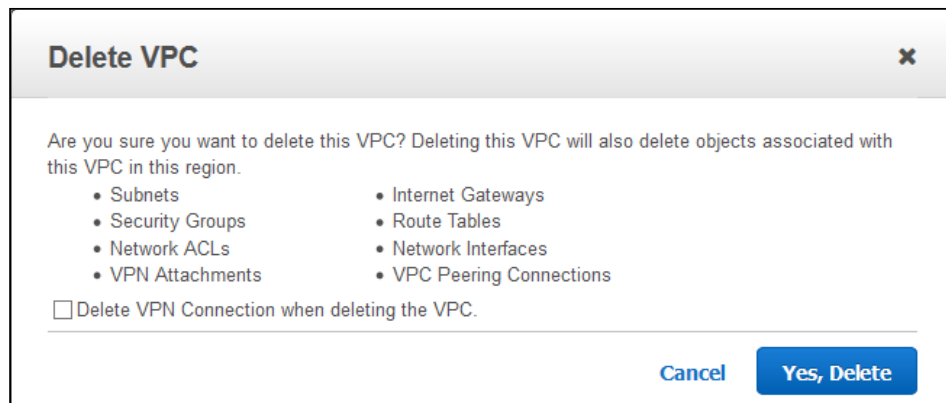 Delete VPC
Are you sure you want to delete this VPC? Deleting this VPC will also delete objects associated with
this VPC in this region.
• Subnets
• Security Groups
• Network ACLs
• VPN Attachments
• Internet Gateways
• Route Tables
• Network Interfaces
• VPC Peering Connections
Delete VPN Connection when deleting the VPC.
Cancel
Yes, Delete